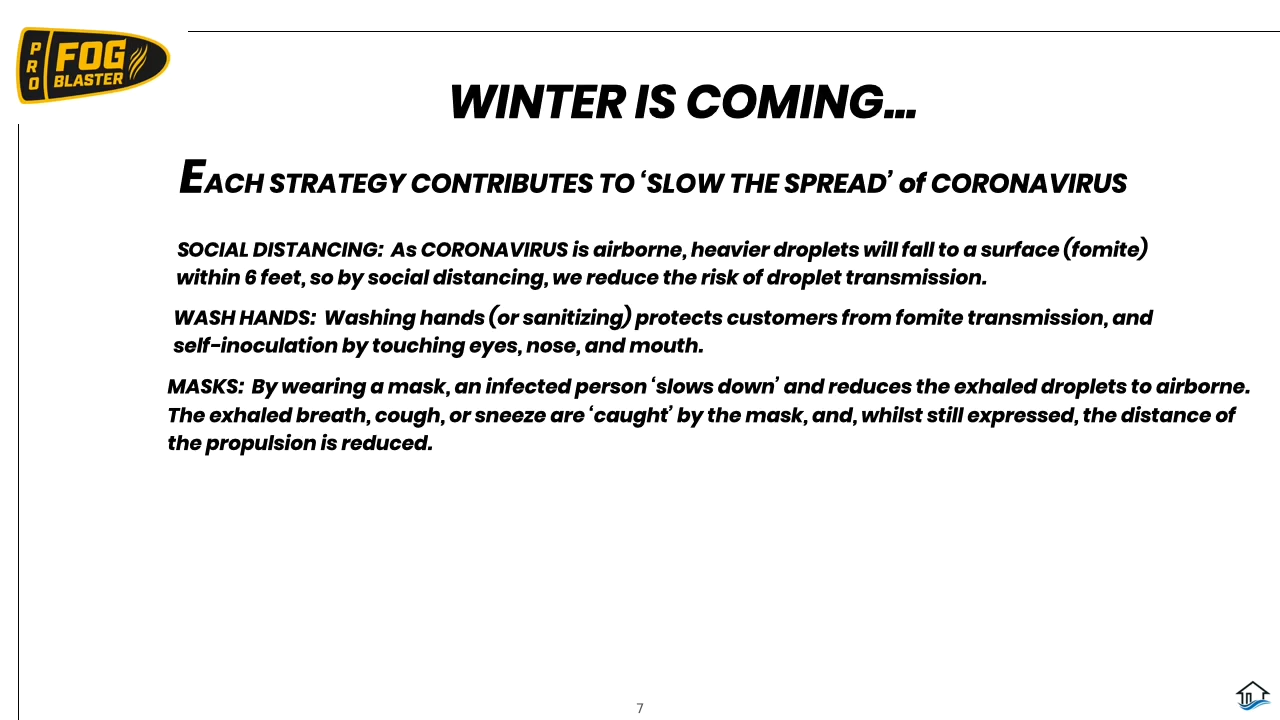 PRO
FOG
BLASTER
WINTER IS COMING...
EACH STRATEGY CONTRIBUTES TO ‘SLOW THE SPREAD’ of CORONAVIRUS
SOCIAL DISTANCING: As CORONAVIRUS is airborne, heavier droplets will fall to a surface (fomite)
within 6 feet, so by social distancing, we reduce the risk of droplet transmission.
WASH HANDS: Washing hands (or sanitizing) protects customers from fomite transmission, and
self-inoculation by touching eyes, nose, and mouth.
MASKS: By wearing a mask, an infected person ‘slows down’ and reduces the exhaled droplets to airborne.
The exhaled breath, cough, or sneeze are ‘caught’ by the mask, and, whilst still expressed, the distance of
the propulsion is reduced.
7